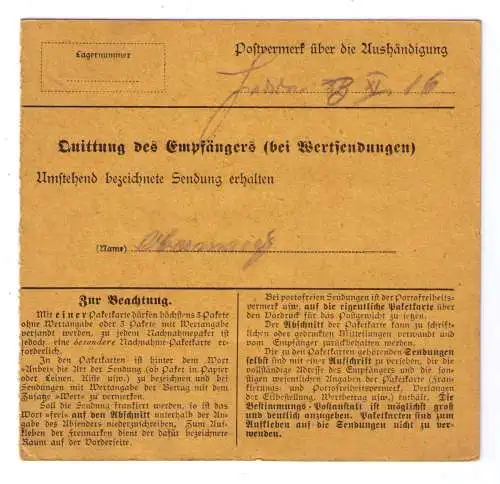 Lagernummer
Postvermerk über die Aushändigung
16
Quittung des Empfängers (bei Wertsendungen)
Umstehend bezeichnete Sendung erhalten
(Name)
Zur Beachtung.
Mit einer Paketkarte dürfen höchstens 3 Pakete
ohne Wertangabe oder 3 Pakete mit Wertangabe
versandt werden, zu jedem Nachnahmepaket ist
jedoch eine besondere Nachnahme-Paketkarte er-
forderlich.
In den Paketkarten ist hinter dem Wort
»Anbei« die Art der Sendung (ob Paket in Papier
oder Leinen, Kiste usw.) zu bezeichnen und bei
Sendungen mit Wertangabe der Betrag mit dem
Zusatze »Wert« zu vermerken.
Soll die Sendung frankiert werden, so ist das
Wort »frei« auf den Abschnitt unterhalb der An-
gabe des Absenders niederzuschreiben. Zum Auf-
kleben der Freimarken dient der dafür bezeichnete
Raum auf der Vorderseite.
Bei portofreien Sendungen ist der Portofreiheits-
vermerk usw. auf die eigentliche Paketkarte über
den Vordruck für das Postgewicht zu setzen.
Der Abschnitt der Paketkarte kann zu schrift-
lichen oder gedruckten Mitteilungen verwandt und
vom Empfänger zurückbehalten werden.
Die zu den Paketkarten gehörenden Sendungen
selbst sind mit einer Aufschrift zu versehen, die die
vollständige Adresse des Empfängers und die son-
stigen wesentlichen Angaben der Paketkarte (Fran-
kierungs- und Portofreiheitsvermerk, Verlangen
der Eilbestellung, Wertbetrag usw.) enthält. Die
Bestimmungs-Postanstalt ist möglichst groß
und deutlich anzugeben. Paketkarten sind zum
Aufkleben auf die Sendungen nicht zu ver-
wenden.